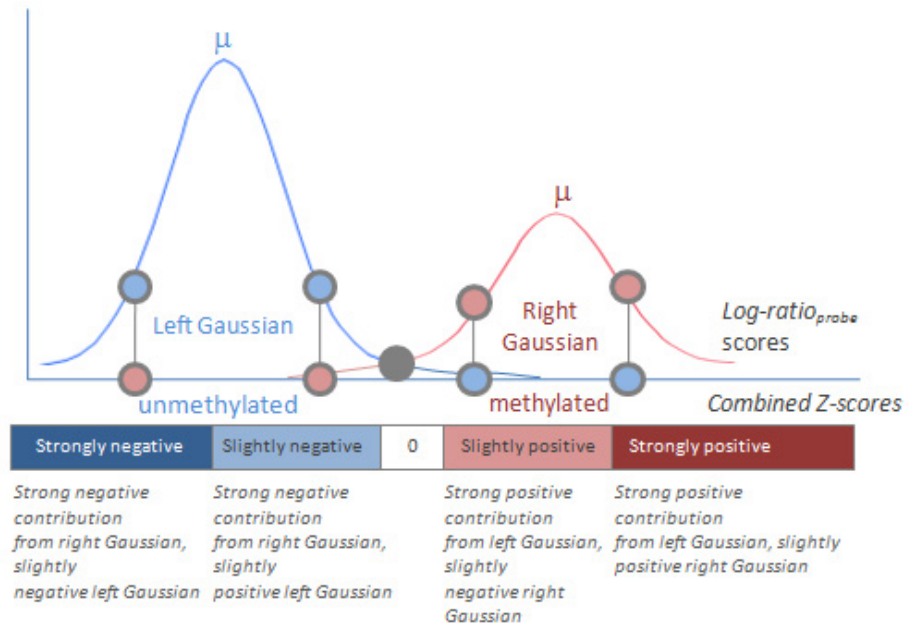 μ
μ
Left Gaussian
Right
Gaussian
Log-ratio_probe
scores
unmethylated
methylated
Combined Z-scores
Strongly negative
Slightly negative
0
Slightly positive
Strongly positive
Strong negative
contribution
from right Gaussian,
slightly
negative left Gaussian
Strong negative
contribution
from right Gaussian,
slightly
positive left Gaussian
Strong positive
contribution
from left Gaussian,
slightly
negative right
Gaussian
Strong positive
contribution
from left Gaussian, slightly
positive right Gaussian